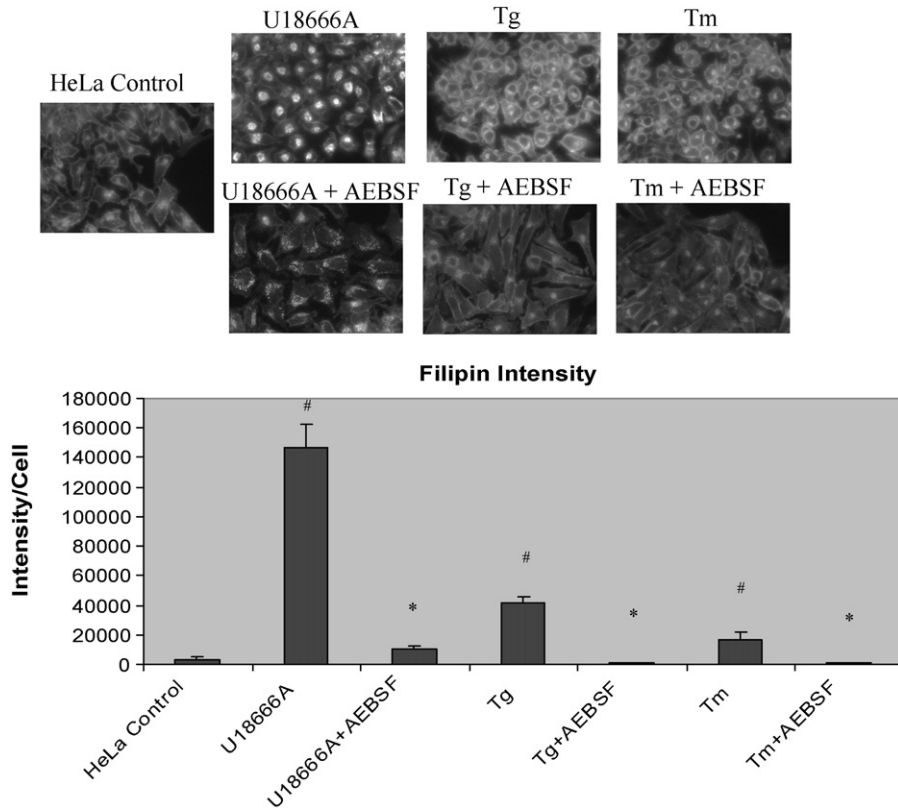 U18666A
Tg
Tm
HeLa Control
U18666A + AEBSF
Tg + AEBSF
Tm + AEBSF
Filipin Intensity
Intensity/Cell
180000
160000
140000
120000
100000
80000
60000
40000
20000
0
#
*
#
*
#
*
HeLa Control
U18666A
U18666A+AEBSF
Tg
Tg+AEBSF
Tm
Tm+AEBSF